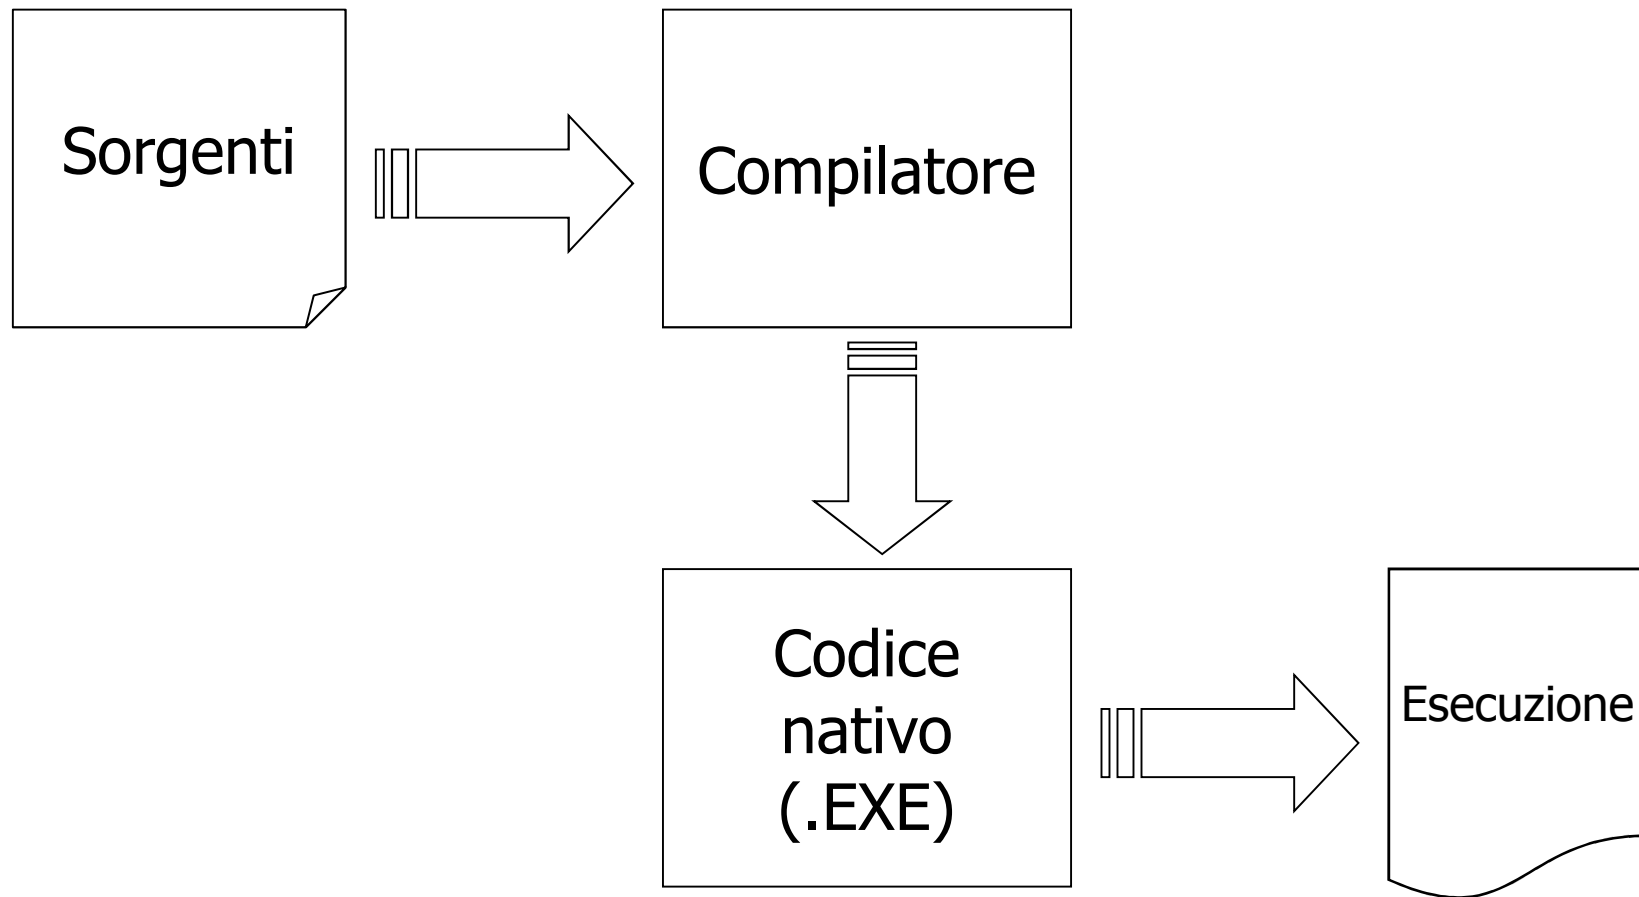 Sorgenti
Compilatore
Codice
nativo
(.EXE)
Esecuzione